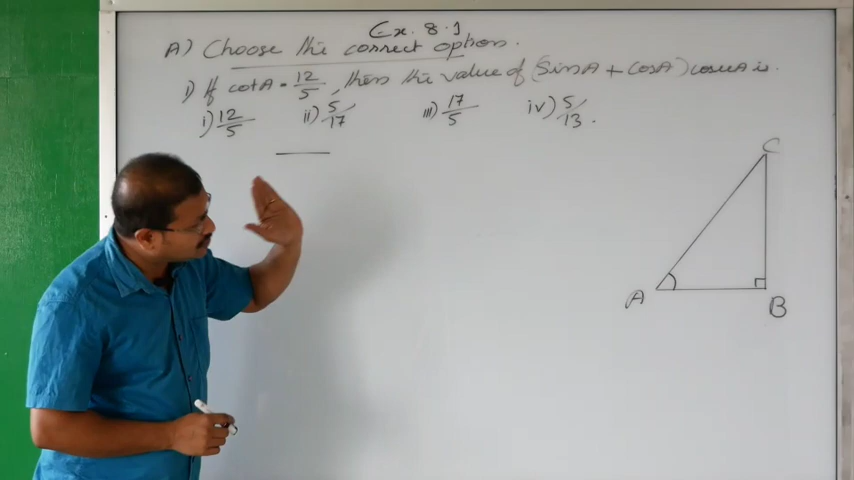 Ex. 8.1
A) Choose the correct option.
1) If cotA = 12/5, then the value of (SinA + CosA) cosecA is.
i) 12/5 ii) 5/17 iii) 17/5 iv) 5/13.
C
A
B